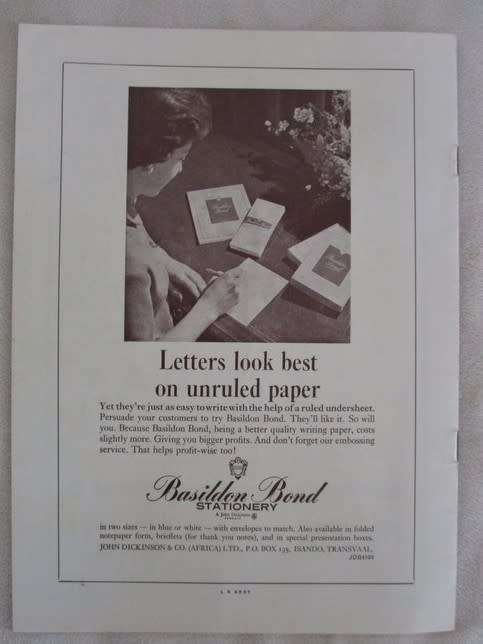 Letters look best
on unruled paper
Yet they're just as easy to write with the help of a ruled undersheet.
Persuade your customers to try Basildon Bond. They'll like it. So will
you. Because Basildon Bond, being a better quality writing paper, costs
slightly more. Giving you bigger profits. And don't forget our embossing
service. That helps profit-wise too!
Basildon Bond
STATIONERY
A John Dickinson
in two sizes — in blue or white — with envelopes to match. Also available in folded
notepaper form, brieflets (for thank you notes), and in special presentation boxes.
JOHN DICKINSON & CO. (AFRICA) LTD., P.O. BOX 139, ISANDO, TRANSVAAL.